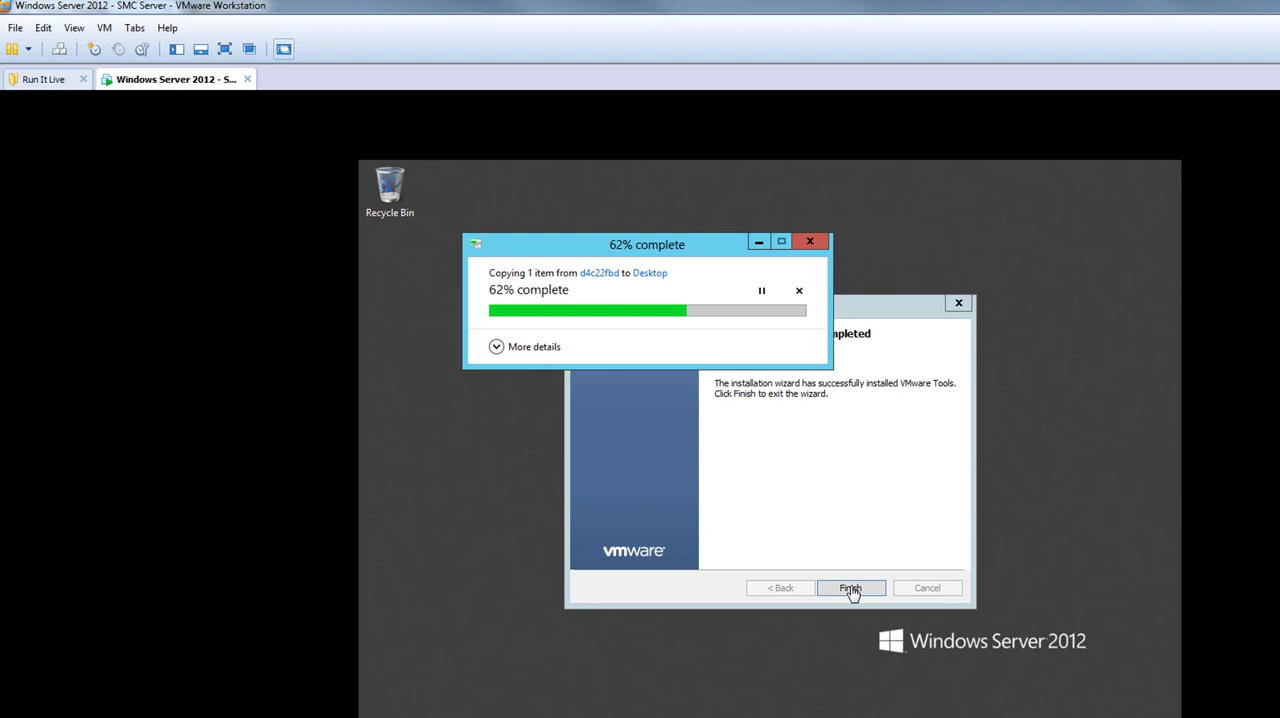 Windows Server 2012 - SMC Server - VMware Workstation
File Edit View VM Tabs Help
Run It Live
Windows Server 2012 - S...
Recycle Bin
62% complete
Copying 1 item from d4c22fbd to Desktop
62% complete
More details
mpleted
The installation wizard has successfully installed VMware Tools.
Click Finish to exit the wizard.
vmware
< Back Finish Cancel
Windows Server 2012